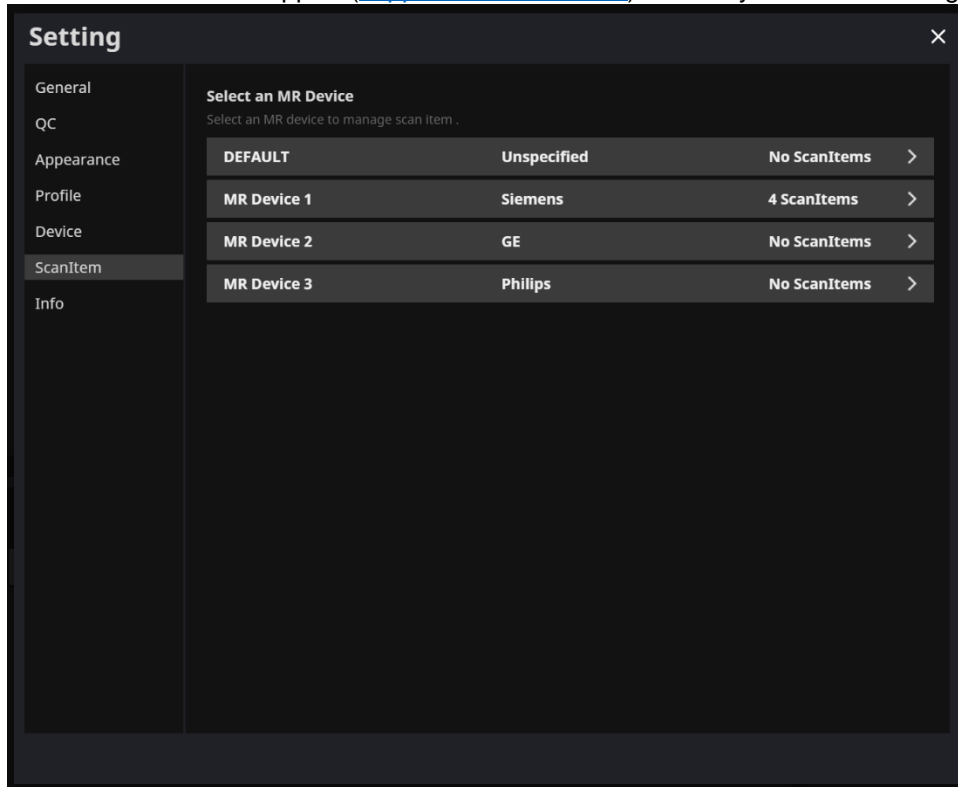 Setting
General
QC
Appearance
Profile
Device
ScanItem
Info
Select an MR Device
Select an MR device to manage scan item .
DEFAULT Unspecified No ScanItems
MR Device 1 Siemens 4 ScanItems
MR Device 2 GE No ScanItems
MR Device 3 Philips No ScanItems